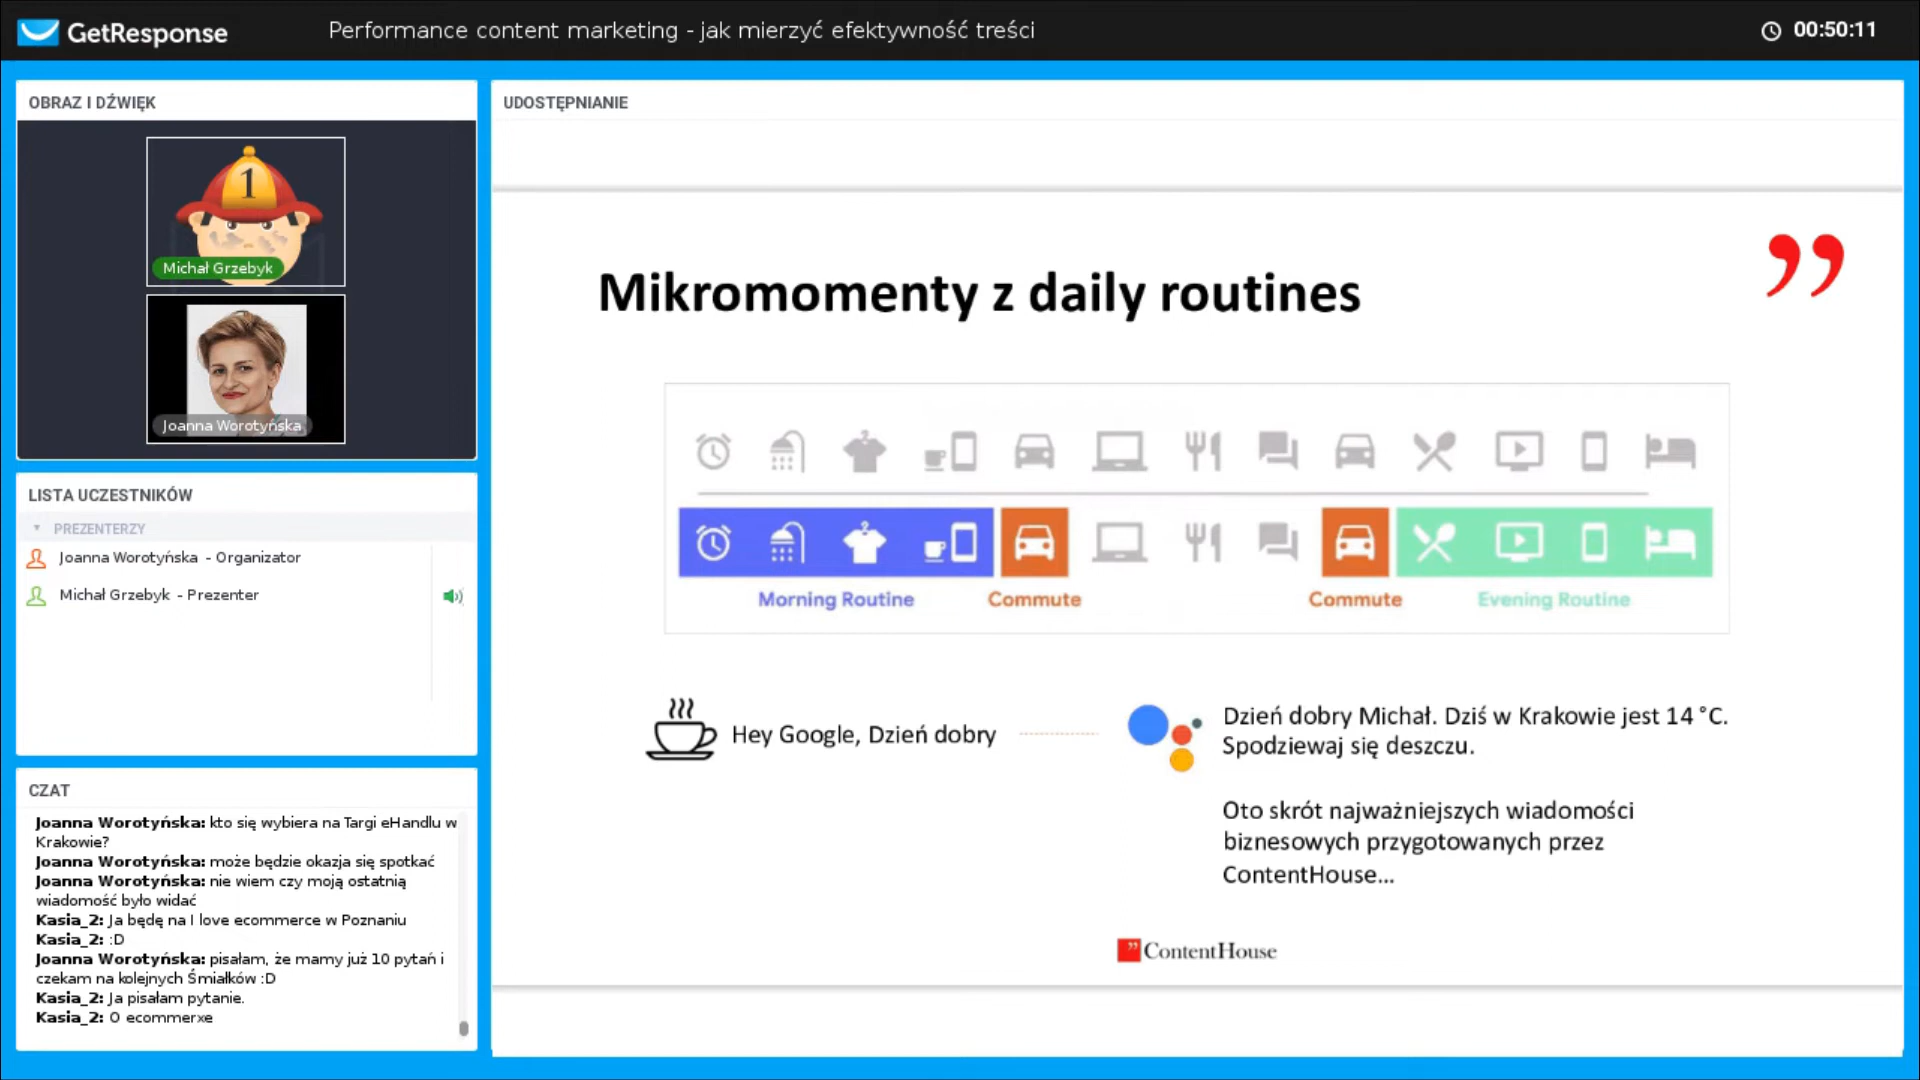 GetResponse
Performance content marketing - jak mierzyć efektywność treści
00:50:11
OBRAZ I DŹWIĘK
1
Michał Grzebyk
Joanna Worotyńska
LISTA UCZESTNIKÓW
PREZENTERZY
Joanna Worotyńska - Organizator
Michał Grzebyk - Prezenter
CZAT
Joanna Worotyńska: kto się wybiera na Targi eHandlu w
Krakowie?
Joanna Worotyńska: może będzie okazja się spotkać
Joanna Worotyńska: nie wiem czy moją ostatnią
wiadomość było widać
Kasia_2: Ja będę na I love ecommerce w Poznaniu
Kasia_2: :D
Joanna Worotyńska: pisałam, że mamy już 10 pytań i
czekam na kolejnych Śmiałków :D
Kasia_2: Ja pisałam pytanie.
Kasia_2: O ecommerxe
UDOSTĘPNIANIE
Mikromomenty z daily routines
Morning Routine
Commute
Commute
Evening Routine
Hey Google, Dzień dobry
Dzień dobry Michał. Dziś w Krakowie jest 14 °C.
Spodziewaj się deszczu.
Oto skrót najważniejszych wiadomości
biznesowych przygotowanych przez
ContentHouse...
ContentHouse